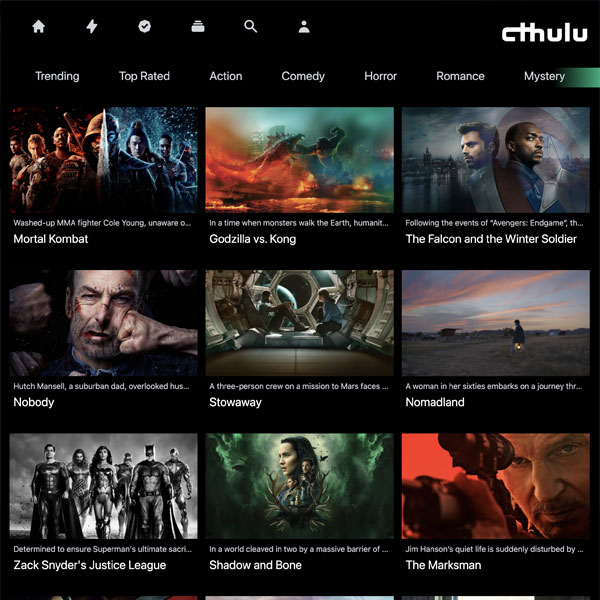 cthulu
Trending Top Rated Action Comedy Horror Romance Mystery
Washed-up MMA fighter Cole Young, unaware o...
Mortal Kombat
In a time when monsters walk the Earth, humanit...
Godzilla vs. Kong
Following the events of “Avengers: Endgame”, th...
The Falcon and the Winter Soldier
Hutch Mansell, a suburban dad, overlooked hus...
Nobody
A three-person crew on a mission to Mars faces ...
Stowaway
A woman in her sixties embarks on a journey thr...
Nomadland
Determined to ensure Superman's ultimate sacri...
Zack Snyder's Justice League
In a world cleaved in two by a massive barrier of ...
Shadow and Bone
Jim Hanson's quiet life is suddenly disturbed by ...
The Marksman